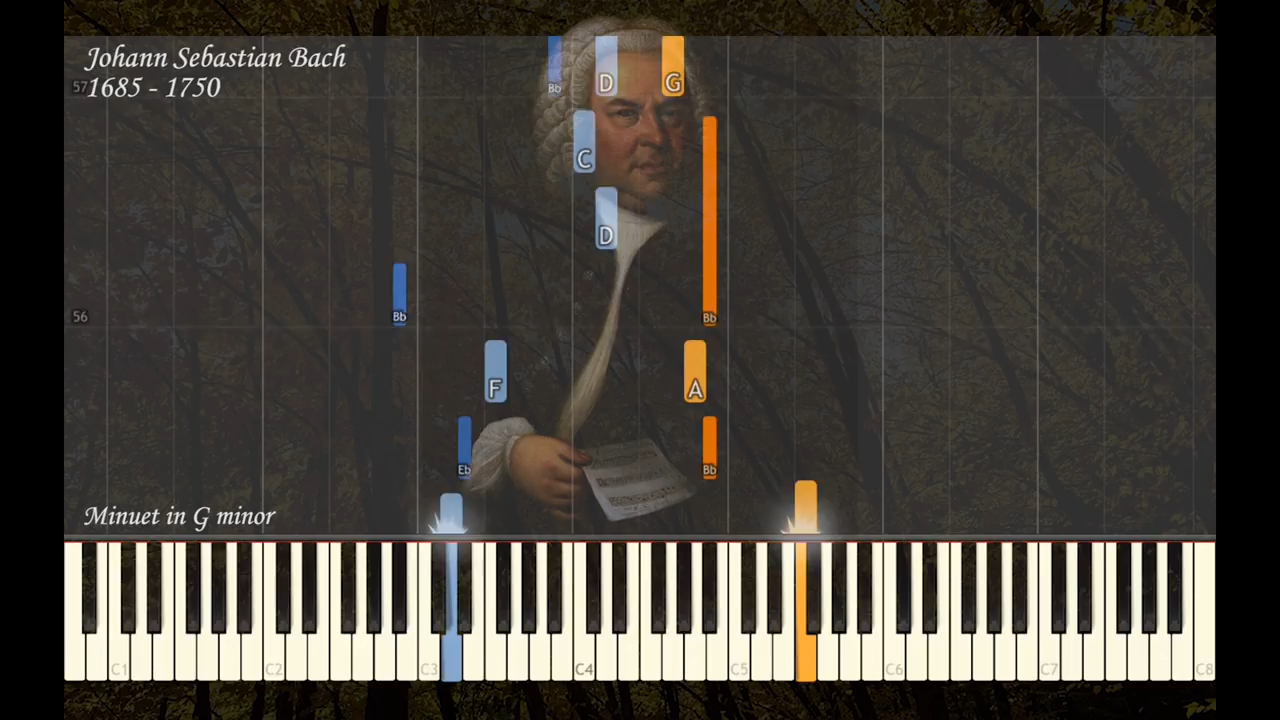 Johann Sebastian Bach
57
1685 - 1750
Bb D G
C
D
Bb
56
Bb
F A
Eb Bb
Minuet in G minor
C1 C2 C3 C4 C5 C6 C7 C8